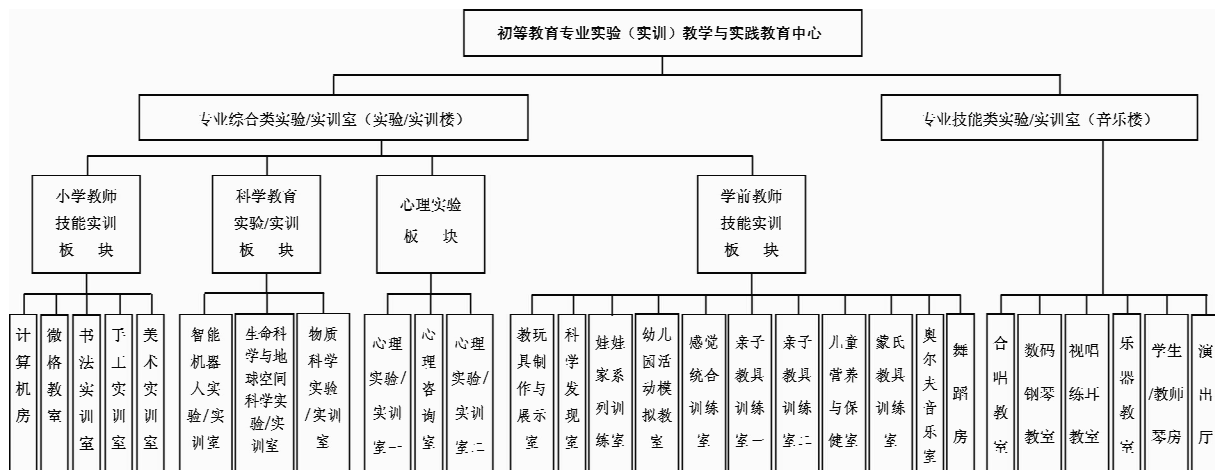 初等教育专业实验（实训）教学与实践教育中心
专业综合类实验/实训室（实验/实训楼）
专业技能类实验/实训室（音乐楼）
小学教师
技能实训
板 块
科学教育
实验/实训
板 块
心理实验
板 块
学前教师
技能实训
板 块
计
算
机
房
微
格
教
室
书
法
实
训
室
手
工
实
训
室
美
术
实
训
室
智能
机器
人实
验/实
训室
生命科
学与地
球空间
科学实
验/实
训室
物质
科学
实验
/实训
室
心理
实验/
实训
室一
心
理
咨
询
室
心理
实验/
实训
室二
教玩
具制
作与
展示
室
科
学
发
现
室
娃娃
家系
列训
练室
幼儿
园活
动模
拟教
室
感觉
统合
训练
室
亲子
教具
训练
室一
亲子
教具
训练
室二
儿童
营养
与保
健室
蒙氏
教具
训练
室
奥
尔
夫
音
乐
室
舞
蹈
房
合
唱
教
室
数码
钢琴
教室
视唱
练耳
教室
乐
器
教
室
学生
/教师
琴房
演
出
厅